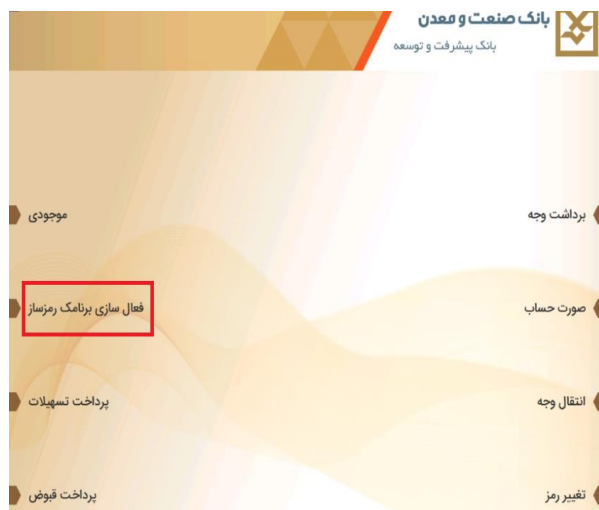 بانک صنعت و معدن
بانک پیشرفت و توسعه
برداشت وجه
موجودی
صورت حساب
فعال سازی برنامک رمزساز
انتقال وجه
پرداخت تسهیلات
تغییر رمز
پرداخت قبوض